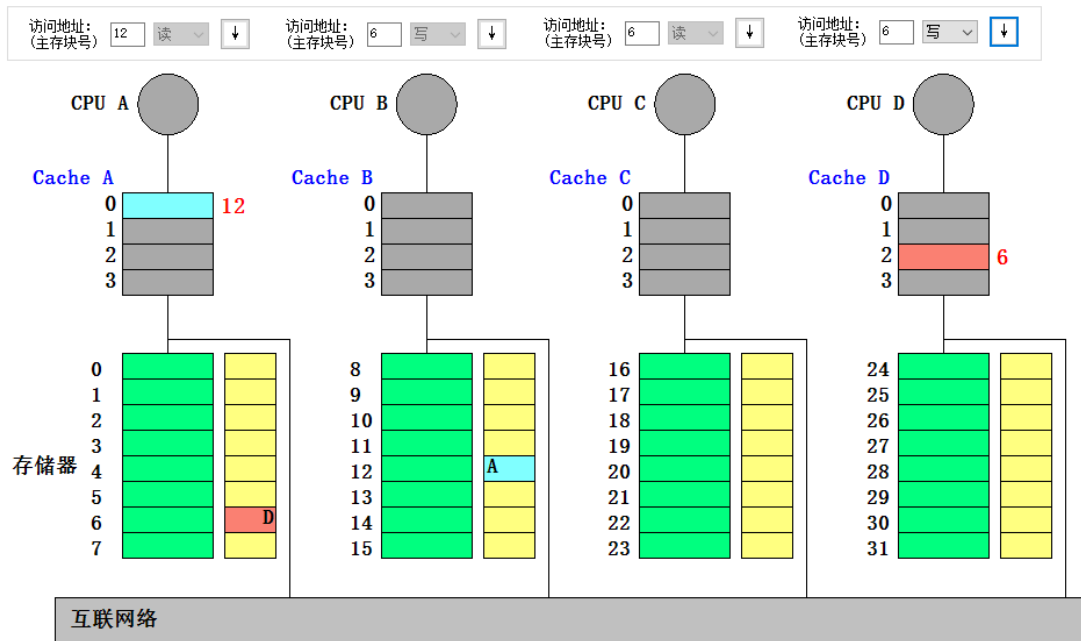 访问地址: 访问地址: 访问地址: 访问地址:
(主存块号) 12 读 ↓ (主存块号) 6 写 ↓ (主存块号) 6 读 ↓ (主存块号) 6 写 ↓
CPU A CPU B CPU C CPU D
Cache A Cache B Cache C Cache D
0 12 0 0 0
1 1 1 1
2 2 2 2 6
3 3 3 3
0 8 16 24
1 9 17 25
2 10 18 26
3 11 19 27
存储器 4 12 A 20 28
5 13 21 29
6 D 14 22 30
7 15 23 31
互联网络